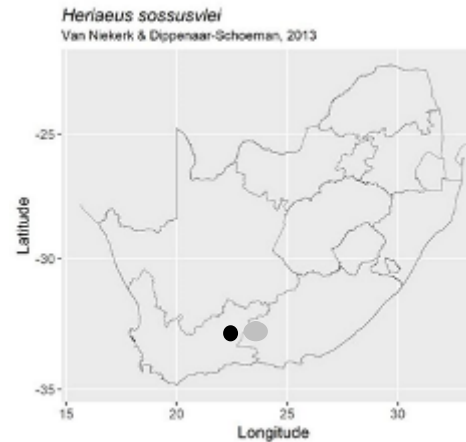 Heriaeus sossusvlei
Van Niekerk & Dippenaar-Schoeman, 2013
-25
-30
-35
Latitude
15
20
25
30
Longitude